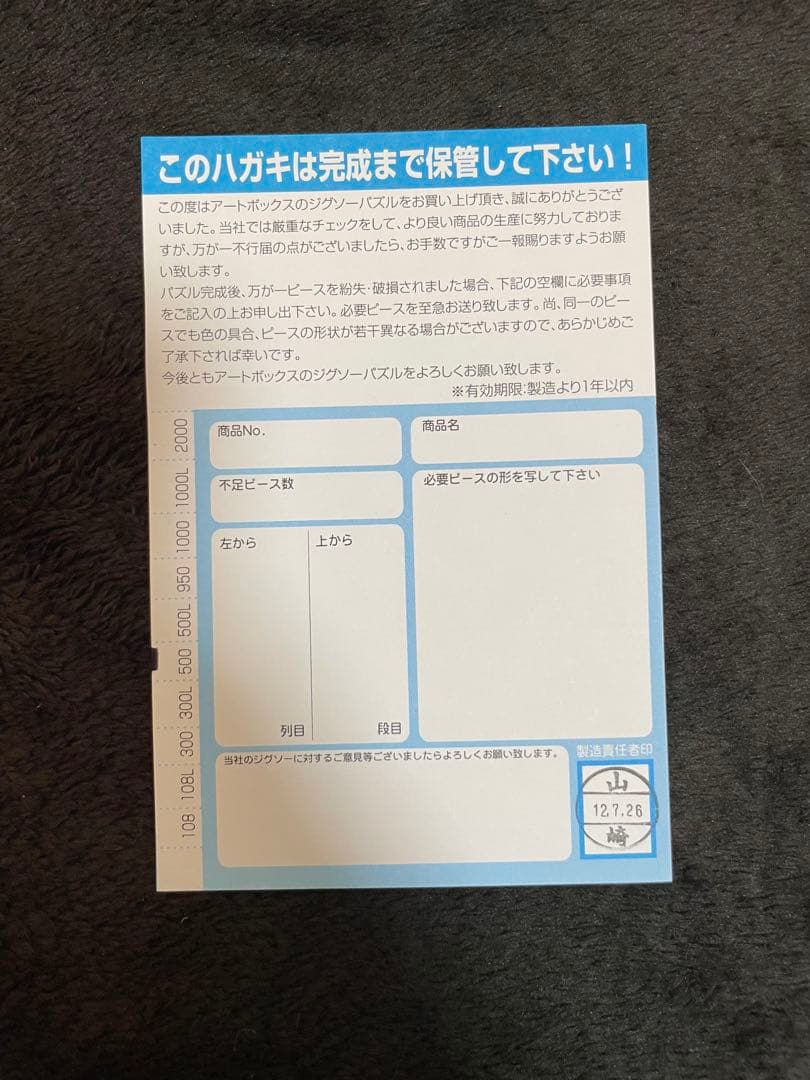 このハガキは完成まで保管して下さい！
この度はアートボックスのジグソーパズルをお買い上げ頂き、誠にありがとうござ
いました。当社では厳重なチェックをして、より良い商品の生産に努力しておりま
すが、万が一不行届の点がございましたら、お手数ですがご一報賜りますようお願
い致します。
パズル完成後、万が一ピースを紛失・破損されました場合、下記の空欄に必要事項
をご記入の上お申し出下さい。必要ピースを至急お送り致します。尚、同一のピー
スでも色の具合、ピースの形状が若干異なる場合がございますので、あらかじめご
了承下されば幸いです。
今後ともアートボックスのジグソーパズルをよろしくお願い致します。
※有効期限：製造より1年以内
2000
1000L
1000
950
500L
500
300L
300
108L
108
商品No.
商品名
不足ピース数
必要ピースの形を写して下さい
左から
上から
列目
段目
当社のジグソーに対するご意見等ございましたらよろしくお願い致します。
製造責任者印
山
12.7.26
崎